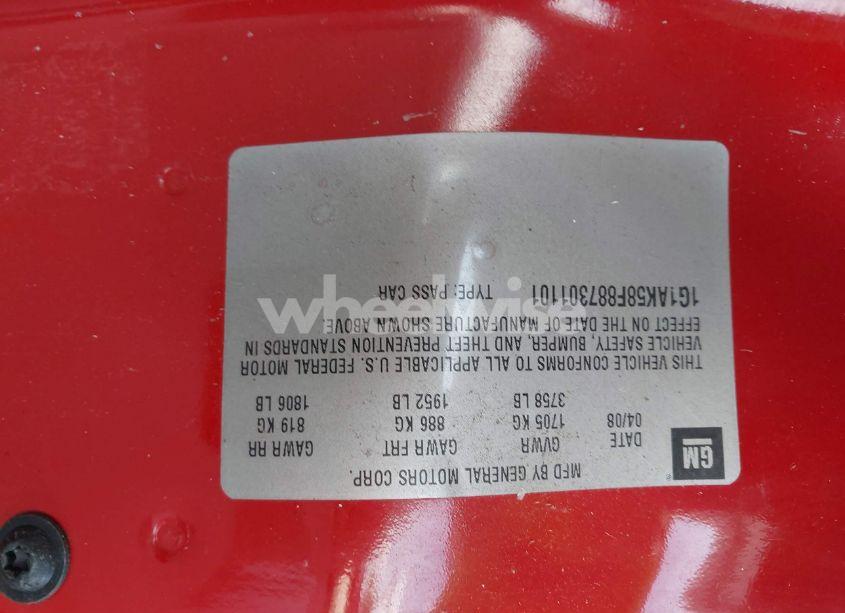 MFD BY GENERAL MOTORS CORP.
GM
DATE GVWR GAWR FRT GAWR RR
04/08 1705 KG 886 KG 819 KG
3758 LB 1952 LB 1806 LB
THIS VEHICLE CONFORMS TO ALL APPLICABLE U.S. FEDERAL MOTOR
VEHICLE SAFETY, BUMPER, AND THEFT PREVENTION STANDARDS IN
EFFECT ON THE DATE OF MANUFACTURE SHOWN ABOVE.
1G1AK58F887301101 TYPE: PASS CAR
wheelwise